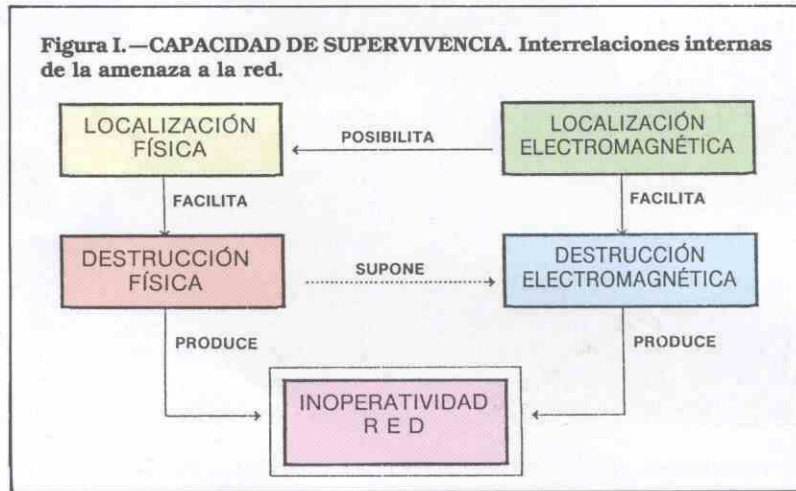 Figura I.—CAPACIDAD DE SUPERVIVENCIA. Interrelaciones internas
de la amenaza a la red.
LOCALIZACIÓN
FÍSICA
POSIBILITA
LOCALIZACIÓN
ELECTROMAGNÉTICA
FACILITA
FACILITA
DESTRUCCIÓN
FÍSICA
SUPONE
DESTRUCCIÓN
ELECTROMAGNÉTICA
PRODUCE
PRODUCE
INOPERATIVIDAD
R E D